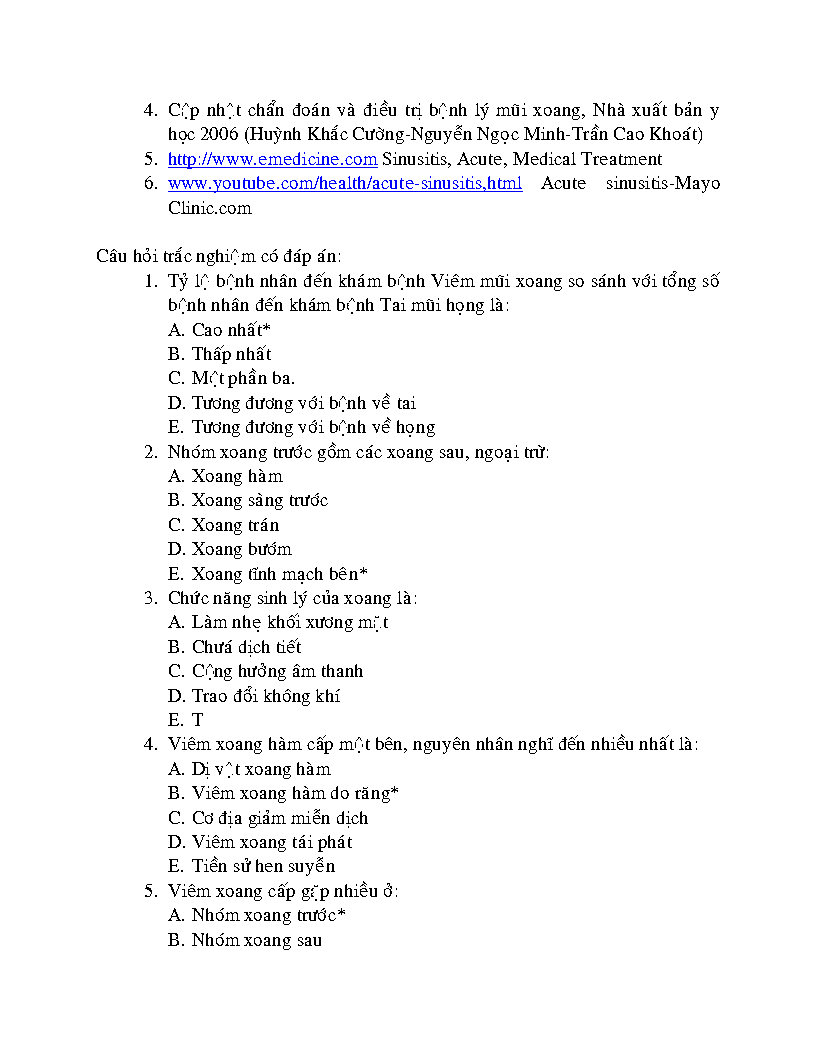 4. Cập nhật chẩn đoán và điều trị bệnh lý mũi xoang, Nhà xuất bản y
học 2006 (Huỳnh Khắc Cường-Nguyễn Ngọc Minh-Trần Cao Khoát)
5. http://www.emedicine.com Sinusitis, Acute, Medical Treatment
6. www.youtube.com/health/acute-sinusitis,html Acute sinusitis-Mayo
Clinic.com
Câu hỏi trắc nghiệm có đáp án:
1. Tỷ lệ bệnh nhân đến khám bệnh Viêm mũi xoang so sánh với tổng số
bệnh nhân đến khám bệnh Tai mũi họng là:
A. Cao nhất*
B. Thấp nhất
C. Một phần ba.
D. Tương đương với bệnh về tai
E. Tương đương với bệnh về họng
2. Nhóm xoang trước gồm các xoang sau, ngoại trừ:
A. Xoang hàm
B. Xoang sàng trước
C. Xoang trán
D. Xoang bướm
E. Xoang tĩnh mạch bên*
3. Chức năng sinh lý của xoang là:
A. Làm nhẹ khối xương mặt
B. Chưá dịch tiết
C. Cộng hưởng âm thanh
D. Trao đổi không khí
E. T
4. Viêm xoang hàm cấp một bên, nguyên nhân nghĩ đến nhiều nhất là:
A. Dị vật xoang hàm
B. Viêm xoang hàm do răng*
C. Cơ địa giảm miễn dịch
D. Viêm xoang tái phát
E. Tiền sử hen suyễn
5. Viêm xoang cấp gặp nhiều ở:
A. Nhóm xoang trước*
B. Nhóm xoang sau